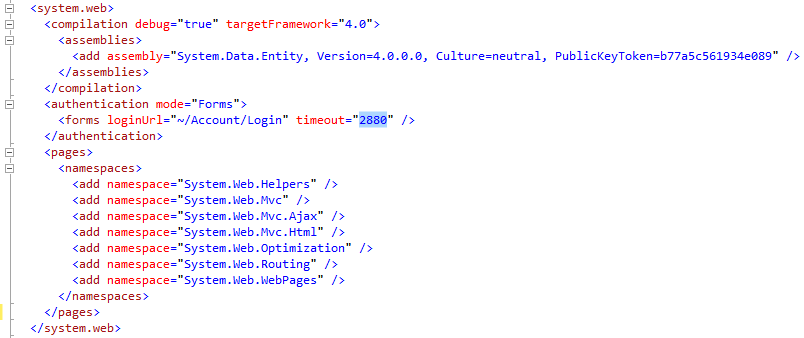 <system.web>
<compilation debug="true" targetFramework="4.0">
<assemblies>
<add assembly="System.Data.Entity, Version=4.0.0.0, Culture=neutral, PublicKeyToken=b77a5c561934e089" />
</assemblies>
</compilation>
<authentication mode="Forms">
<forms loginUrl="~/Account/Login" timeout="2880" />
</authentication>
<pages>
<namespaces>
<add namespace="System.Web.Helpers" />
<add namespace="System.Web.Mvc" />
<add namespace="System.Web.Mvc.Ajax" />
<add namespace="System.Web.Mvc.Html" />
<add namespace="System.Web.Optimization" />
<add namespace="System.Web.Routing" />
<add namespace="System.Web.WebPages" />
</namespaces>
</pages>
</system.web>